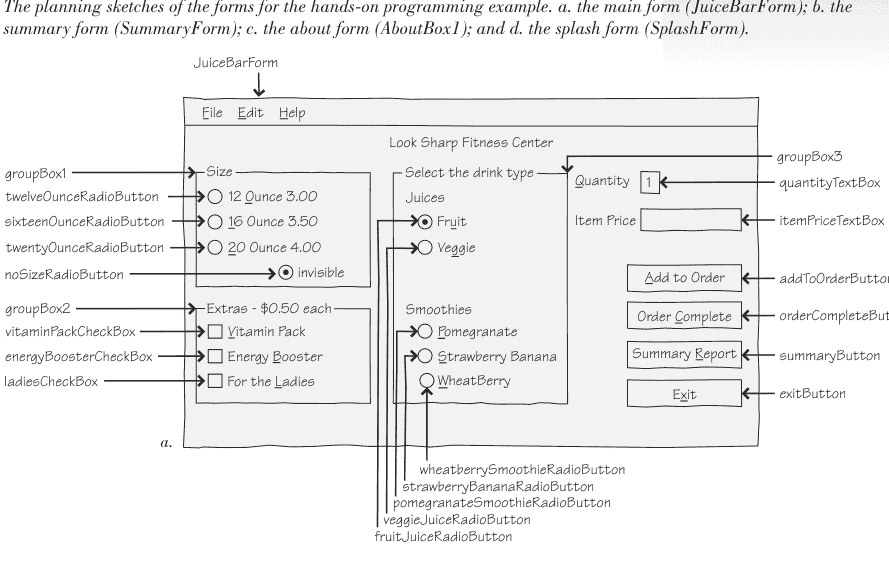 The planning sketches of the forms for the hands-on programming example. a. the main form (JuiceBarForm); b. the
summary form (SummaryForm); c. the about form (AboutBox1); and d. the splash form (SplashForm).
JuiceBarForm
File Edit Help
Look Sharp Fitness Center
groupBox1
Size
Select the drink type
groupBox3
twelveOunceRadioButton
12 Ounce 3.00
Juices
Quantity 1
quantityTextBox
sixteenOunceRadioButton
16 Ounce 3.50
Fruit
Item Price
itemPriceTextBox
twentyOunceRadioButton
20 Ounce 4.00
Veggie
noSizeRadioButton
invisible
Add to Order
addToOrderButton
groupBox2
Extras - $0.50 each
Smoothies
Order Complete
orderCompleteBut
vitaminPackCheckBox
Vitamin Pack
Pomegranate
energyBoosterCheckBox
Energy Booster
Strawberry Banana
Summary Report
summaryButton
ladiesCheckBox
For the Ladies
WheatBerry
Exit
exitButton
a.
wheatberrySmoothieRadioButton
strawberryBananaRadioButton
pomegranateSmoothieRadioButton
veggieJuiceRadioButton
fruitJuiceRadioButton